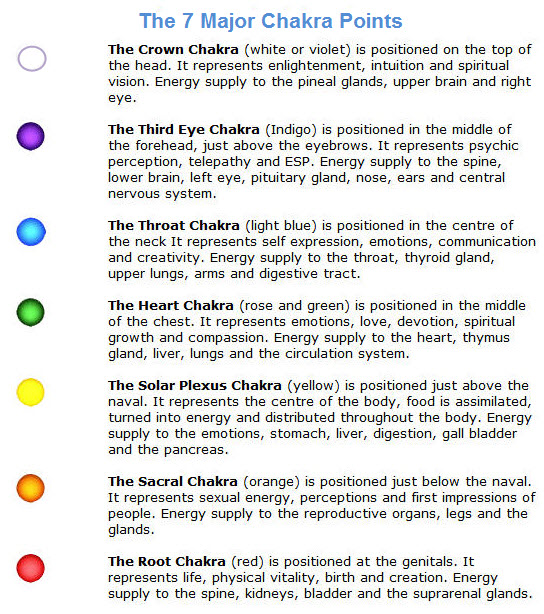 The 7 Major Chakra Points
The Crown Chakra (white or violet) is positioned on the top of
the head. It represents enlightenment, intuition and spiritual
vision. Energy supply to the pineal glands, upper brain and right
eye.
The Third Eye Chakra (Indigo) is positioned in the middle of
the forehead, just above the eyebrows. It represents psychic
perception, telepathy and ESP. Energy supply to the spine,
lower brain, left eye, pituitary gland, nose, ears and central
nervous system.
The Throat Chakra (light blue) is positioned in the centre of
the neck It represents self expression, emotions, communication
and creativity. Energy supply to the throat, thyroid gland,
upper lungs, arms and digestive tract.
The Heart Chakra (rose and green) is positioned in the middle
of the chest. It represents emotions, love, devotion, spiritual
growth and compassion. Energy supply to the heart, thymus
gland, liver, lungs and the circulation system.
The Solar Plexus Chakra (yellow) is positioned just above the
naval. It represents the centre of the body, food is assimilated,
turned into energy and distributed throughout the body. Energy
supply to the emotions, stomach, liver, digestion, gall bladder
and the pancreas.
The Sacral Chakra (orange) is positioned just below the naval.
It represents sexual energy, perceptions and first impressions of
people. Energy supply to the reproductive organs, legs and the
glands.
The Root Chakra (red) is positioned at the genitals. It
represents life, physical vitality, birth and creation. Energy
supply to the spine, kidneys, bladder and the suprarenal glands.